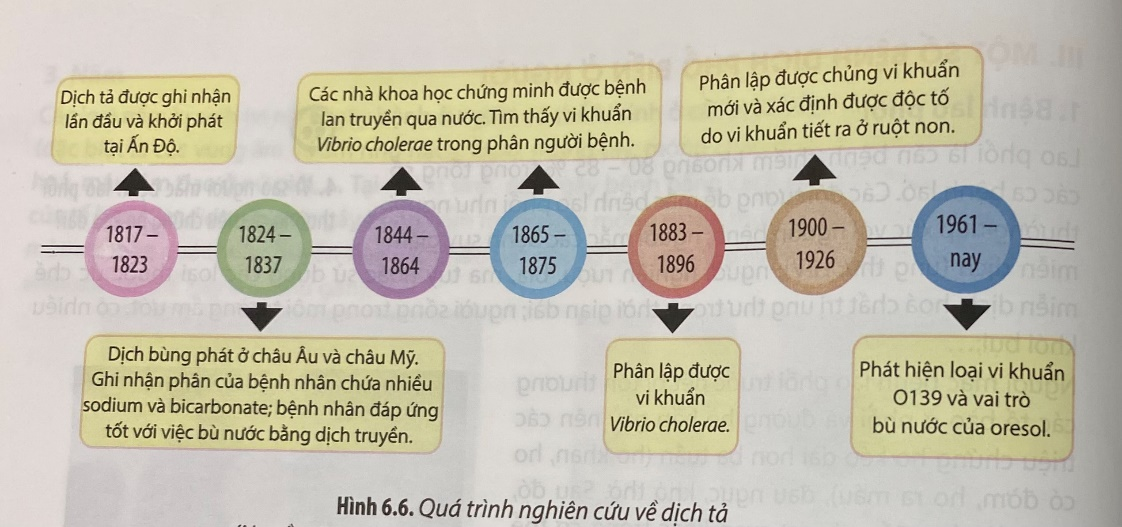 Dịch tả được ghi nhận
lần đầu và khởi phát
tại Ấn Độ.
Các nhà khoa học chứng minh được bệnh
lan truyền qua nước. Tìm thấy vi khuẩn
Vibrio cholerae trong phân người bệnh.
Phân lập được chủng vi khuẩn
mới và xác định được độc tố
do vi khuẩn tiết ra ở ruột non.
1817 –
1823
1824 –
1837
1844 –
1864
1865 –
1875
1883 –
1896
1900 –
1926
1961 –
nay
Dịch bùng phát ở châu Âu và châu Mỹ.
Ghi nhận phân của bệnh nhân chứa nhiều
sodium và bicarbonate; bệnh nhân đáp ứng
tốt với việc bù nước bằng dịch truyền.
Phân lập được
vi khuẩn
Vibrio cholerae.
Phát hiện loại vi khuẩn
O139 và vai trò
bù nước của oresol.
Hình 6.6. Quá trình nghiên cứu về dịch tả